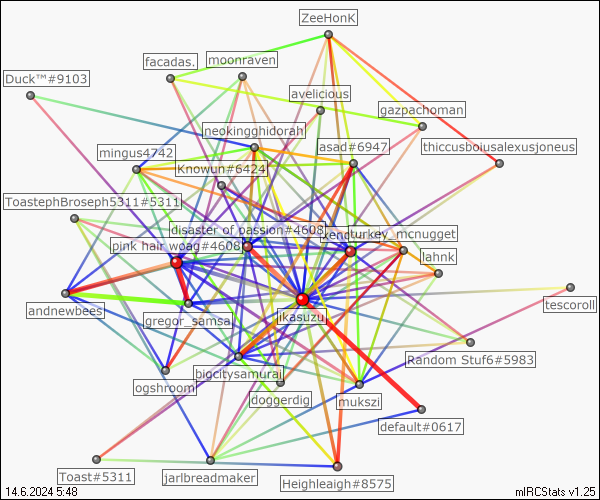 ZeeHonK
moonraven
facadas.
Duck™#9103
avelicious
gazpachoman
neokingghidorah
asad#6947
thiccusboiusalexusjoneus
mingus4742
Knowun#6424
ToastephBroseph5311#5311
disaster of passion#4608
turkey_mcnugget
pink hair woag#4608
lahnk
tescoroll
andnewbees
gregor_samsa
ikasuzu
Random Stuf6#5983
bigcitysamurai
ogshroom
doggerdig
mukszi
default#0617
Toast#5311
jarlbreadmaker
Heighleigh#8575
14.6.2024 5:48
mIRCStats v1.25